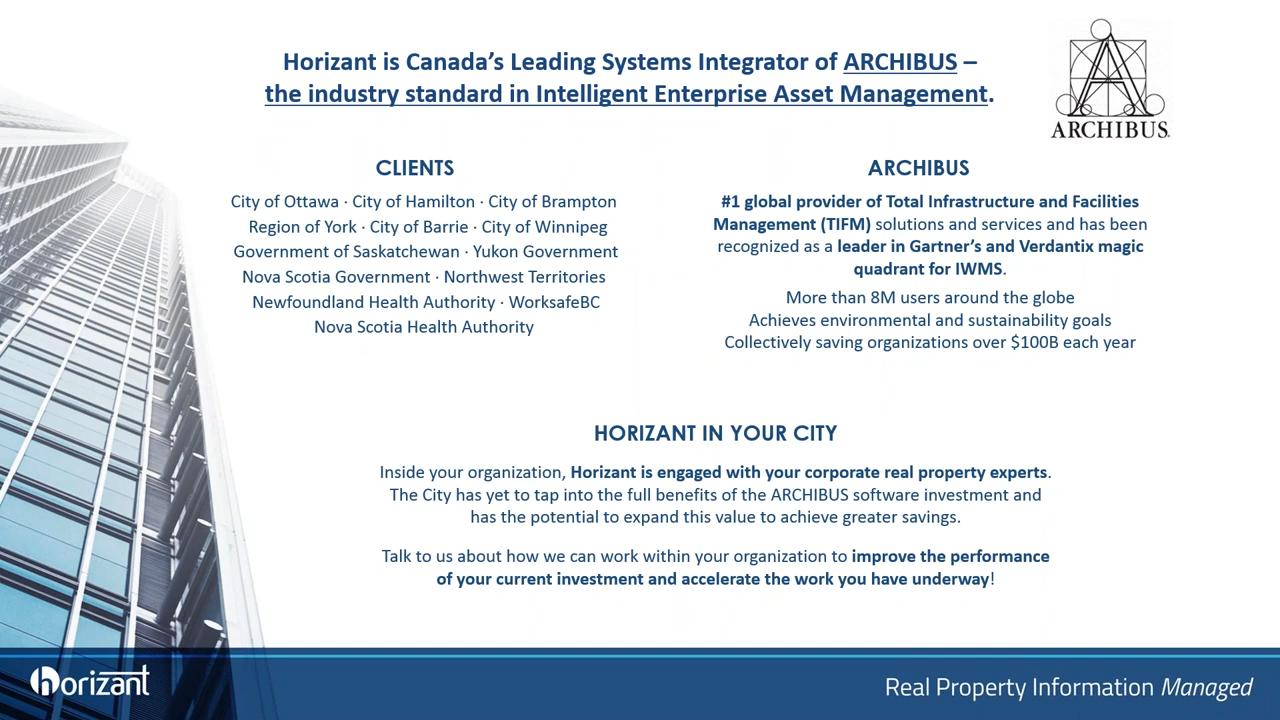 Horizant is Canada's Leading Systems Integrator of ARCHIBUS –
the industry standard in Intelligent Enterprise Asset Management.
ARCHIBUS
CLIENTS
City of Ottawa · City of Hamilton · City of Brampton
Region of York · City of Barrie · City of Winnipeg
Government of Saskatchewan · Yukon Government
Nova Scotia Government · Northwest Territories
Newfoundland Health Authority · WorksafeBC
Nova Scotia Health Authority
ARCHIBUS
#1 global provider of Total Infrastructure and Facilities
Management (TIFM) solutions and services and has been
recognized as a leader in Gartner's and Verdantix magic
quadrant for IWMS.
More than 8M users around the globe
Achieves environmental and sustainability goals
Collectively saving organizations over $100B each year
HORIZANT IN YOUR CITY
Inside your organization, Horizant is engaged with your corporate real property experts.
The City has yet to tap into the full benefits of the ARCHIBUS software investment and
has the potential to expand this value to achieve greater savings.
Talk to us about how we can work within your organization to improve the performance
of your current investment and accelerate the work you have underway!
horizant
Real Property Information Managed